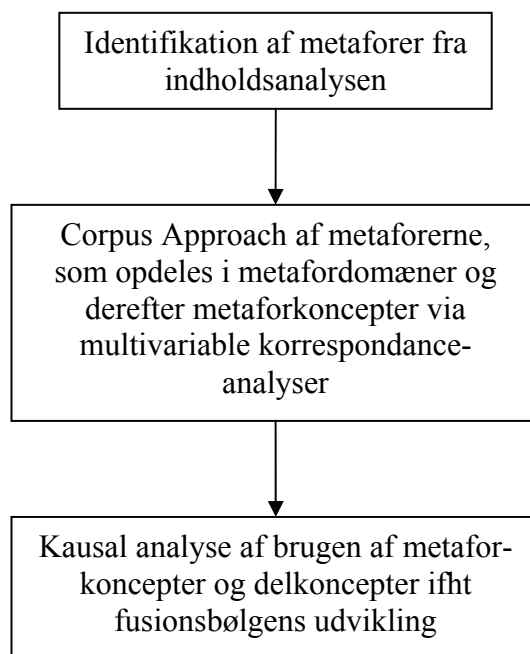 Identifikation af metaforer fra
indholdsanalysen
Corpus Approach af metaforerne,
som opdeles i metafordomæner og
derefter metaforkoncepter via
multivariable korrespondance-
analyser
Kausal analyse af brugen af metafor-
koncepter og delkoncepter ifht
fusionsbølgens udvikling